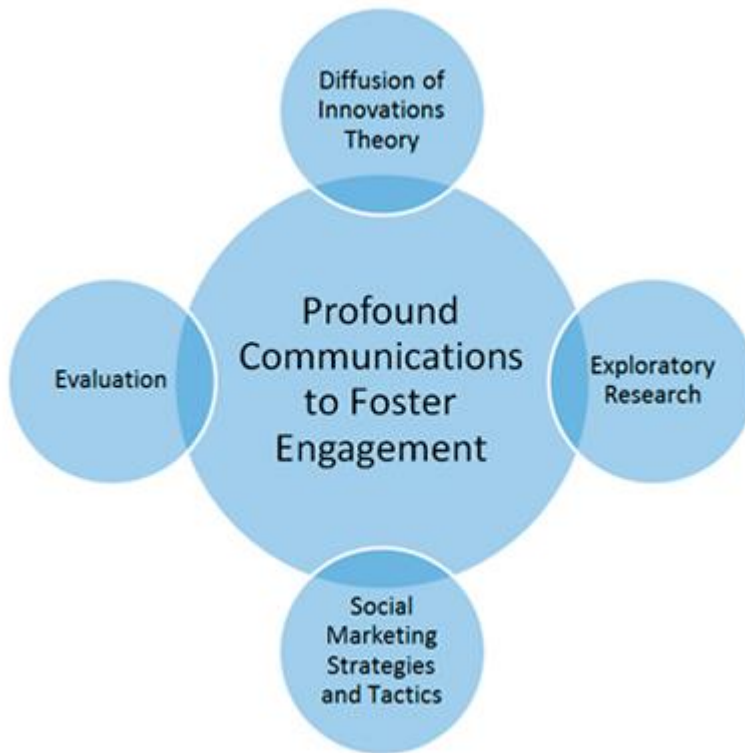 Diffusion of
Innovations
Theory
Profound
Communications
to Foster
Engagement
Evaluation
Exploratory
Research
Social
Marketing
Strategies
and Tactics